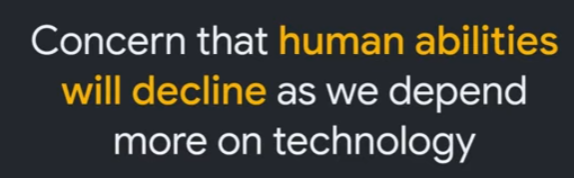 Concern that human abilities
will decline as we depend
more on technology